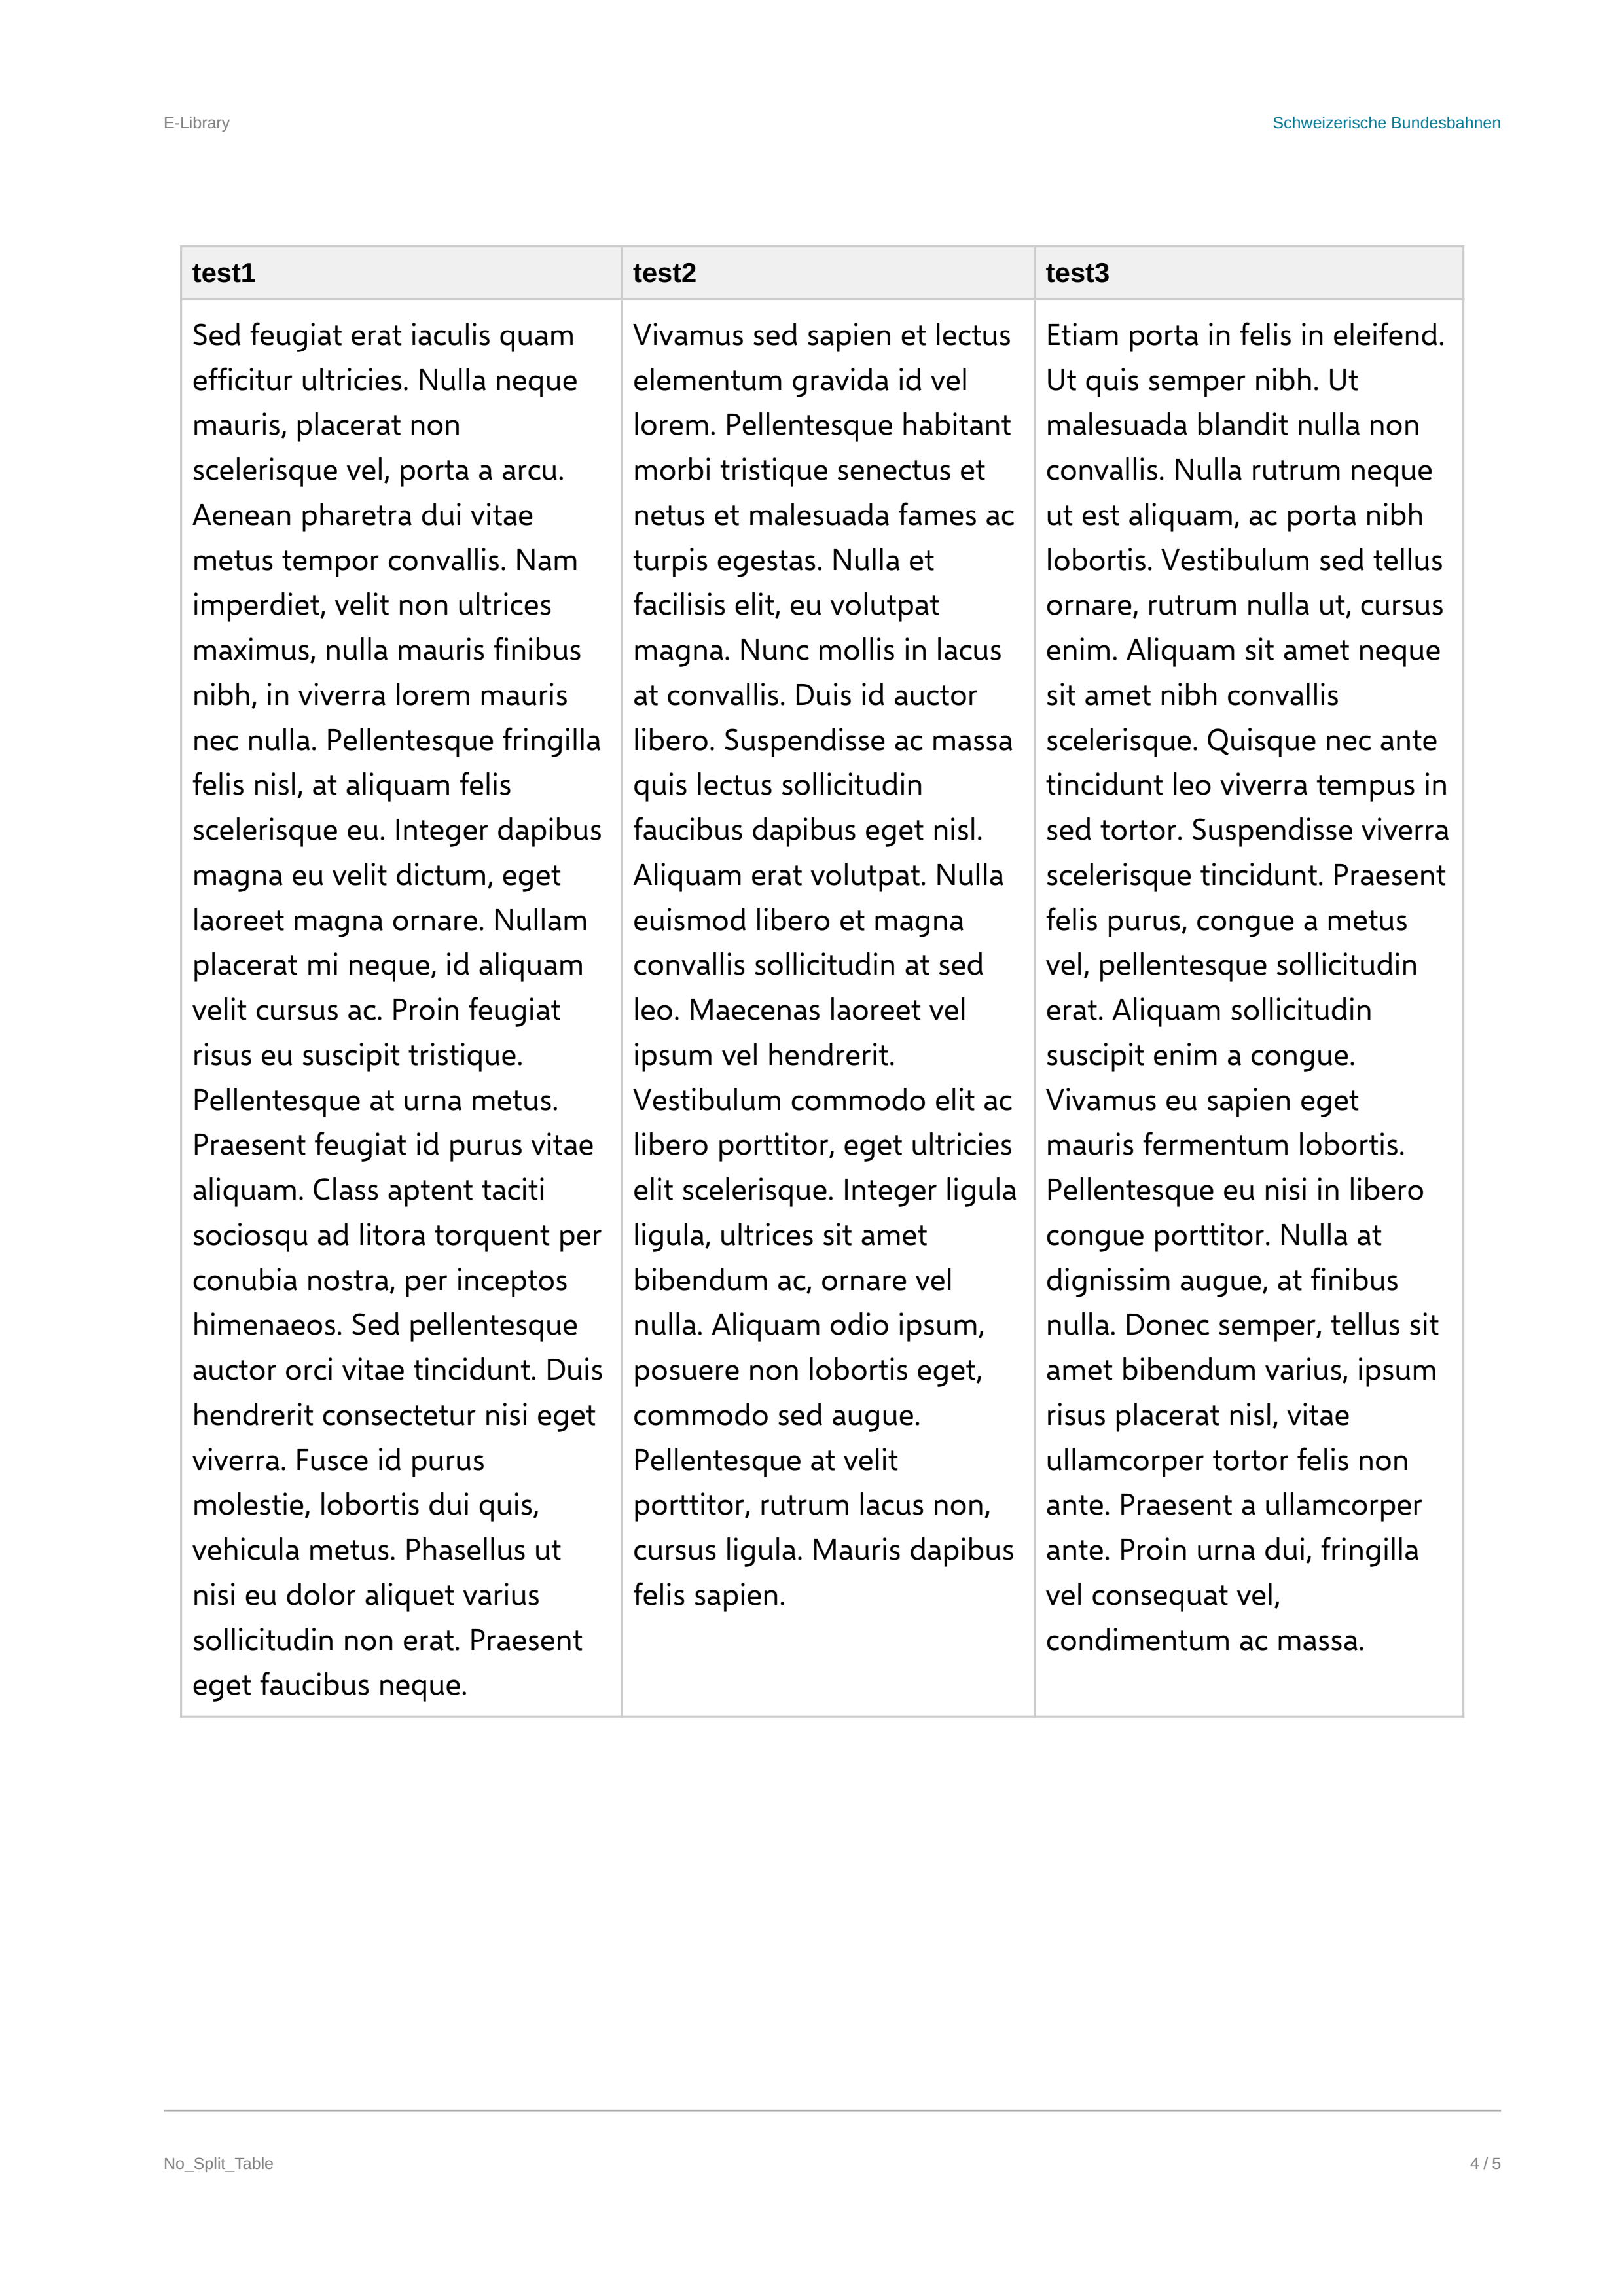 E-Library
Schweizerische Bundesbahnen
test1
test2
test3
Sed feugiat erat iaculis quam
efficitur ultricies. Nulla neque
mauris, placerat non
scelerisque vel, porta a arcu.
Aenean pharetra dui vitae
metus tempor convallis. Nam
imperdiet, velit non ultrices
maximus, nulla mauris finibus
nibh, in viverra lorem mauris
nec nulla. Pellentesque fringilla
felis nisl, at aliquam felis
scelerisque eu. Integer dapibus
magna eu velit dictum, eget
laoreet magna ornare. Nullam
placerat mi neque, id aliquam
velit cursus ac. Proin feugiat
risus eu suscipit tristique.
Pellentesque at urna metus.
Praesent feugiat id purus vitae
aliquam. Class aptent taciti
sociosqu ad litora torquent per
conubia nostra, per inceptos
himenaeos. Sed pellentesque
auctor orci vitae tincidunt. Duis
hendrerit consectetur nisi eget
viverra. Fusce id purus
molestie, lobortis dui quis,
vehicula metus. Phasellus ut
nisi eu dolor aliquet varius
sollicitudin non erat. Praesent
eget faucibus neque.
Vivamus sed sapien et lectus
elementum gravida id vel
lorem. Pellentesque habitant
morbi tristique senectus et
netus et malesuada fames ac
turpis egestas. Nulla et
facilisis elit, eu volutpat
magna. Nunc mollis in lacus
at convallis. Duis id auctor
libero. Suspendisse ac massa
quis lectus sollicitudin
faucibus dapibus eget nisl.
Aliquam erat volutpat. Nulla
euismod libero et magna
convallis sollicitudin at sed
leo. Maecenas laoreet vel
ipsum vel hendrerit.
Vestibulum commodo elit ac
libero porttitor, eget ultricies
elit scelerisque. Integer ligula
ligula, ultrices sit amet
bibendum ac, ornare vel
nulla. Aliquam odio ipsum,
posuere non lobortis eget,
commodo sed augue.
Pellentesque at velit
porttitor, rutrum lacus non,
cursus ligula. Mauris dapibus
felis sapien.
Etiam porta in felis in eleifend.
Ut quis semper nibh. Ut
malesuada blandit nulla non
convallis. Nulla rutrum neque
ut est aliquam, ac porta nibh
lobortis. Vestibulum sed tellus
ornare, rutrum nulla ut, cursus
enim. Aliquam sit amet neque
sit amet nibh convallis
scelerisque. Quisque nec ante
tincidunt leo viverra tempus in
sed tortor. Suspendisse viverra
scelerisque tincidunt. Praesent
felis purus, congue a metus
vel, pellentesque sollicitudin
erat. Aliquam sollicitudin
suscipit enim a congue.
Vivamus eu sapien eget
mauris fermentum lobortis.
Pellentesque eu nisi in libero
congue porttitor. Nulla at
dignissim augue, at finibus
nulla. Donec semper, tellus sit
amet bibendum varius, ipsum
risus placerat nisl, vitae
ullamcorper tortor felis non
ante. Praesent a ullamcorper
ante. Proin urna dui, fringilla
vel consequat vel,
condimentum ac massa.
No_Split_Table
4 / 5